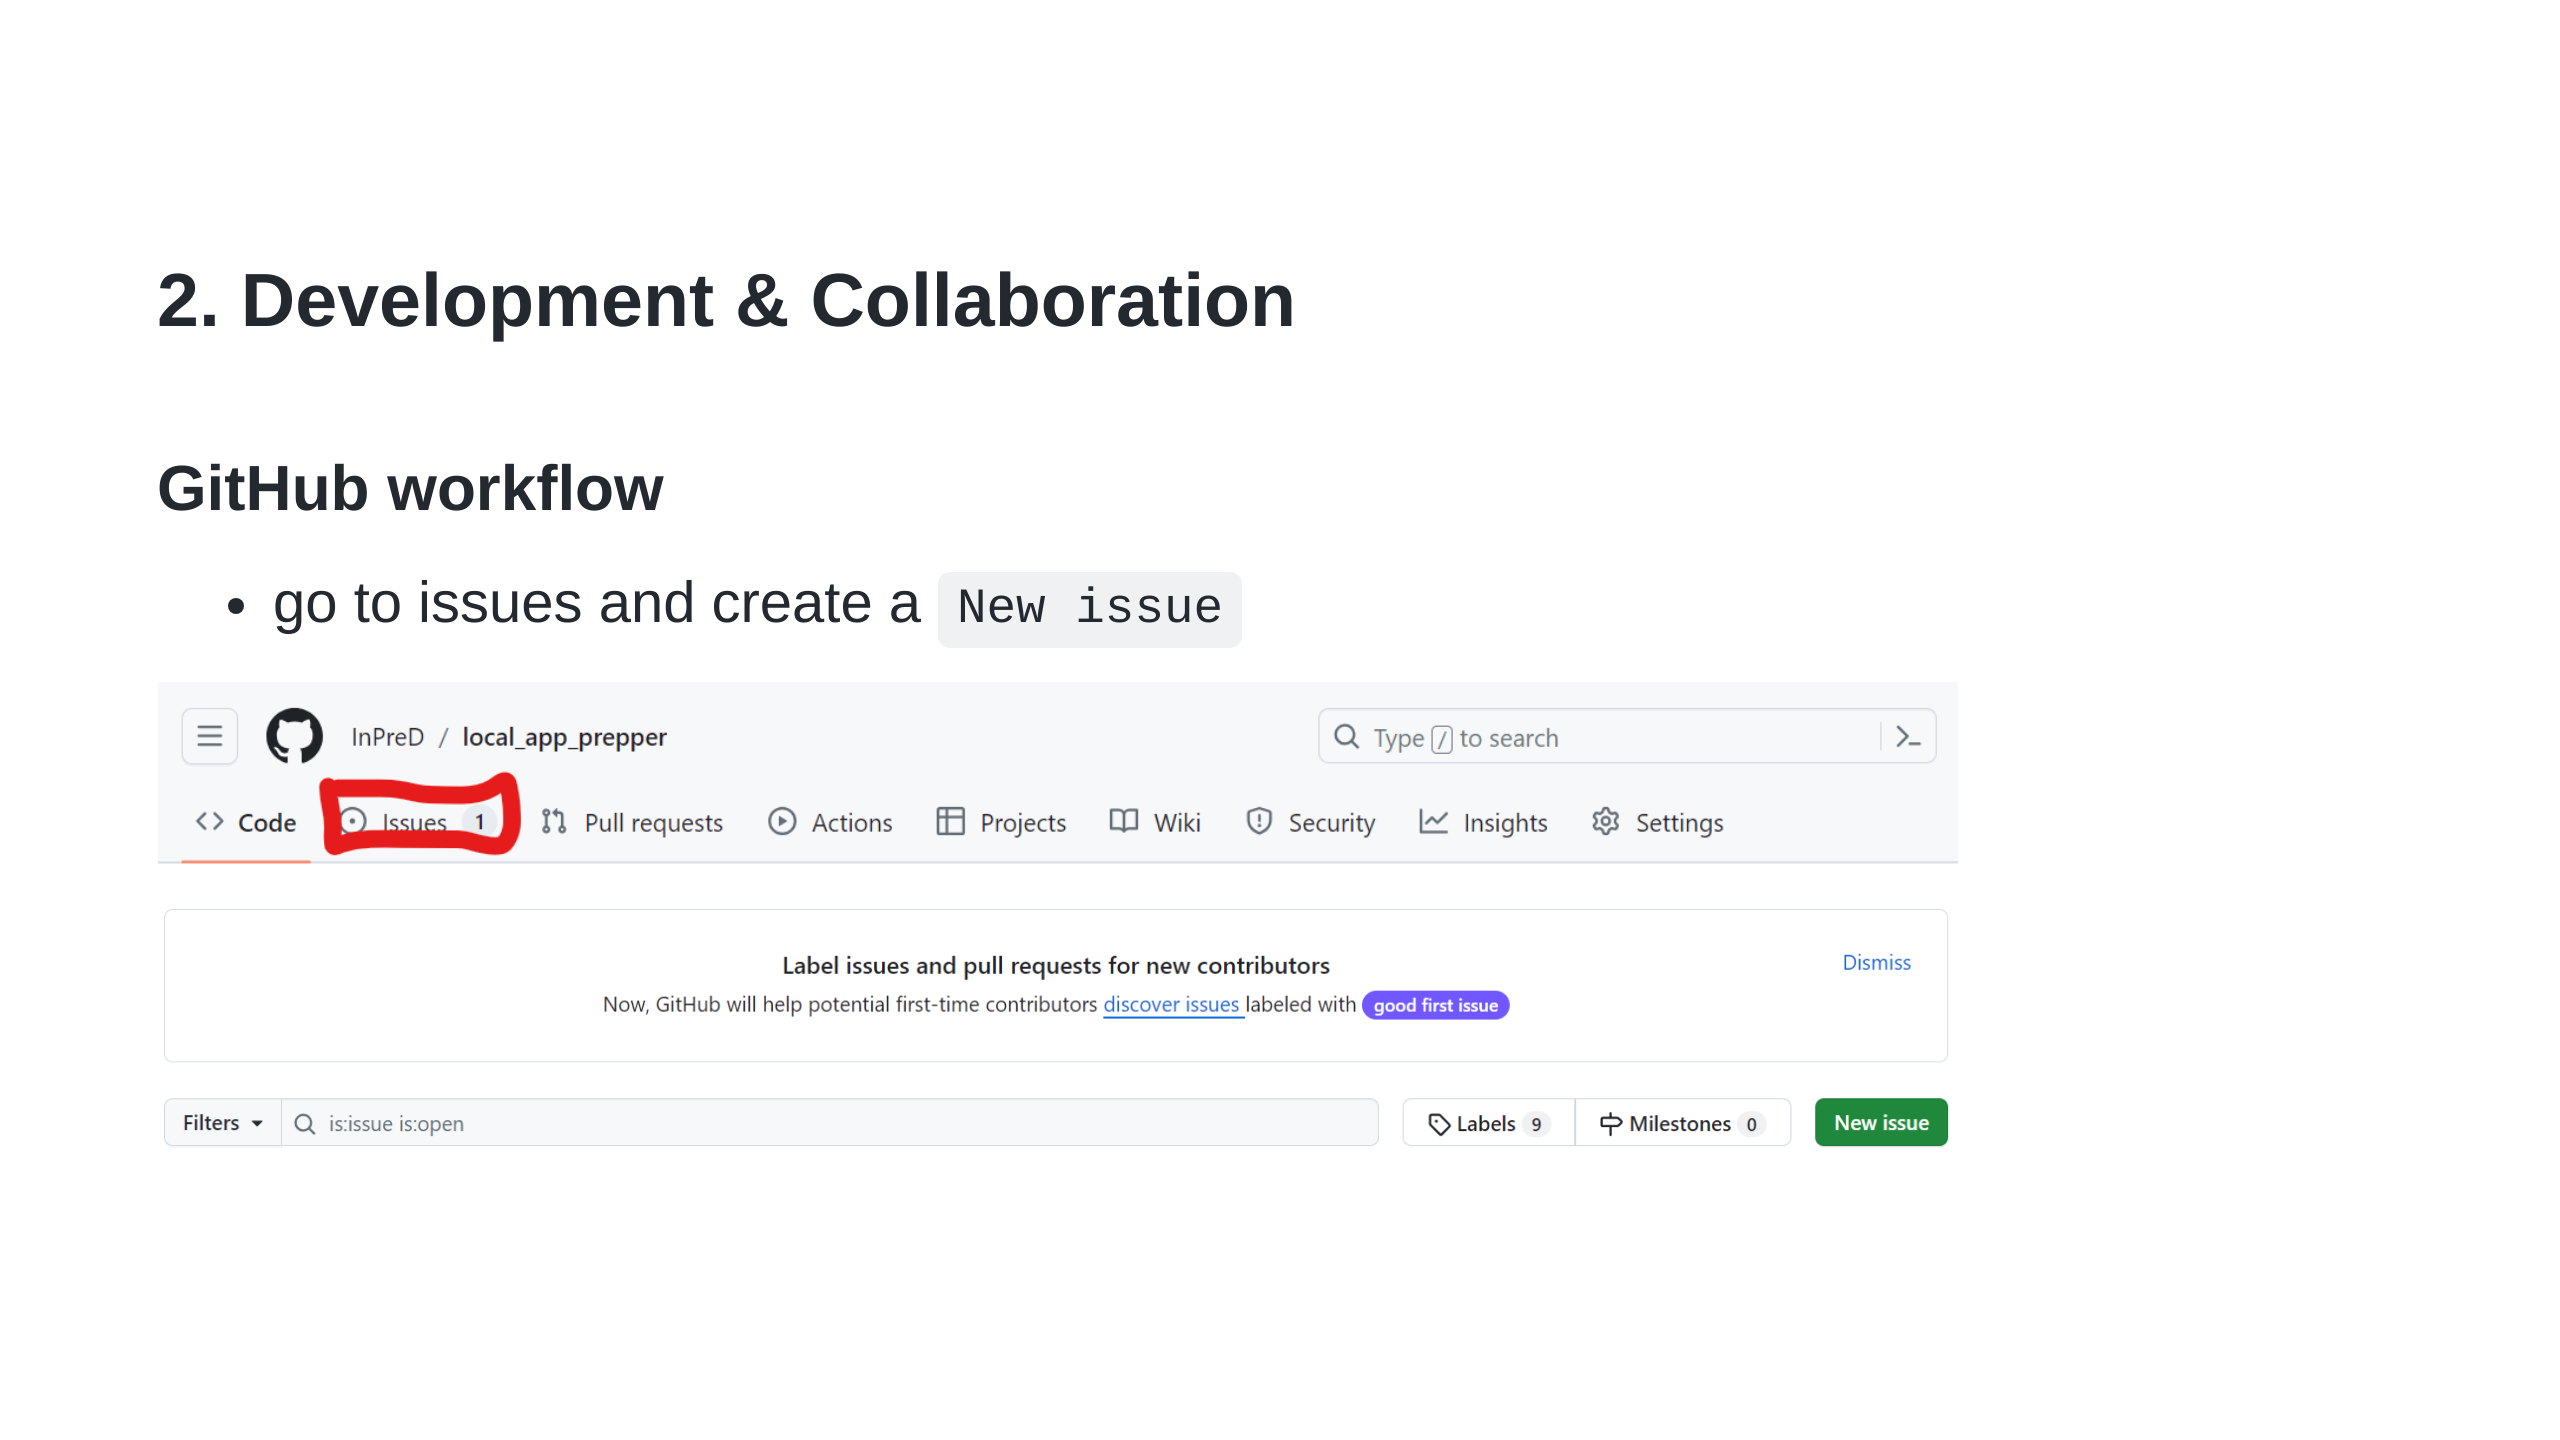 2. Development & Collaboration
GitHub workflow
• go to issues and create a New issue
InPreD / local_app_prepper
Type / to search
Code Issues 1 Pull requests Actions Projects Wiki Security Insights Settings
Label issues and pull requests for new contributors
Dismiss
Now, GitHub will help potential first-time contributors discover issues labeled with good first issue
Filters is:issue is:open Labels 9 Milestones 0 New issue